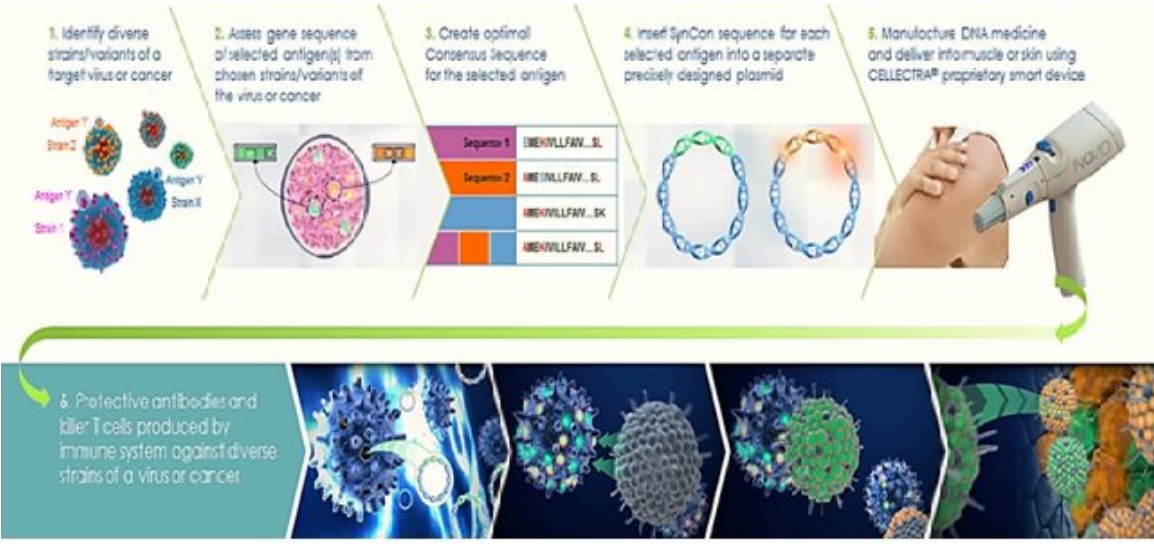 1. Identify diverse
strains/variants of a
target virus or cancer
2. Assess gene sequence
of selected antigen(s) from
chosen strains/variants of
the virus or cancer
3. Create optimal
Consensus Sequence
for the selected antigen
4. Insert SynCon sequence for each
selected antigen into a separate
precisely designed plasmid
5. Manufacture DNA medicine
and deliver into muscle or skin using
CELLECTRA® proprietary smart device
Antigen 'Y'
Strain Z
Antigen 'Y'
Strain X
Antigen 'Y'
Strain 1
Sequence 1
Sequence 2
INOVIO
6. Protective antibodies and
killer T cells produced by
immune system against diverse
strains of a virus or cancer